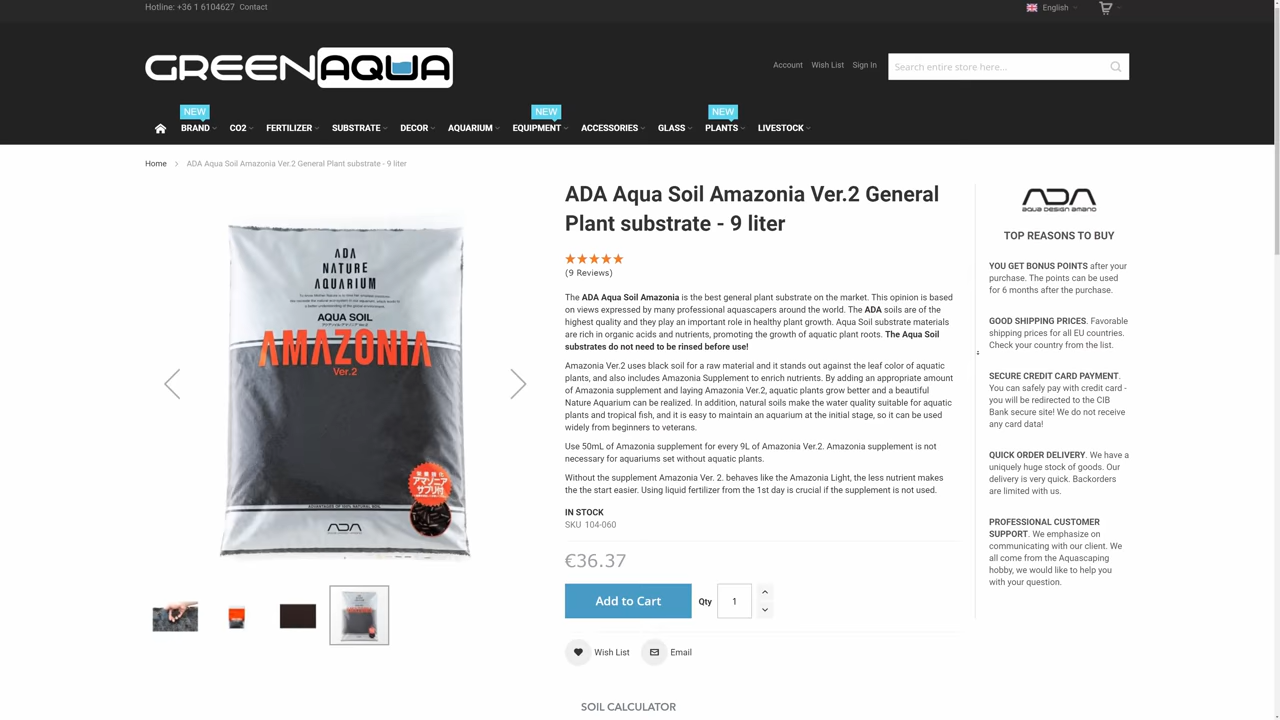 Hotline: +36 1 6104627 Contact
English
GREENAQUA
Account Wish List Sign In
Search entire store here...
NEW NEW NEW
BRAND CO2 FERTILIZER SUBSTRATE DECOR AQUARIUM EQUIPMENT ACCESSORIES GLASS PLANTS LIVESTOCK
Home ADA Aqua Soil Amazonia Ver.2 General Plant substrate - 9 liter
ADA
NATURE
AQUARIUM
AQUA SOIL
AMAZONIA
Ver.2
アマゾニア
サプリ付
ADVANTAGES OF 100% NATURAL SOIL
ADA
ADA Aqua Soil Amazonia Ver.2 General
Plant substrate - 9 liter
(9 Reviews)
The ADA Aqua Soil Amazonia is the best general plant substrate on the market. This opinion is based
on views expressed by many professional aquascapers around the world. The ADA soils are of the
highest quality and they play an important role in healthy plant growth. Aqua Soil substrate materials
are rich in organic acids and nutrients, promoting the growth of aquatic plant roots. The Aqua Soil
substrates do not need to be rinsed before use!
Amazonia Ver.2 uses black soil for a raw material and it stands out against the leaf color of aquatic
plants, and also includes Amazonia Supplement to enrich nutrients. By adding an appropriate amount
of Amazonia supplement and laying Amazonia Ver.2, aquatic plants grow better and a beautiful
Nature Aquarium can be realized. In addition, natural soils make the water quality suitable for aquatic
plants and tropical fish, and it is easy to maintain an aquarium at the initial stage, so it can be used
widely from beginners to veterans.
Use 50mL of Amazonia supplement for every 9L of Amazonia Ver.2. Amazonia supplement is not
necessary for aquariums set without aquatic plants.
Without the supplement Amazonia Ver. 2. behaves like the Amazonia Light, the less nutrient makes
the the start easier. Using liquid fertilizer from the 1st day is crucial if the supplement is not used.
IN STOCK
SKU 104-060
€36.37
Add to Cart Qty 1
Wish List Email
SOIL CALCULATOR
ADA
aqua design amano
TOP REASONS TO BUY
YOU GET BONUS POINTS after your
purchase. The points can be used
for 6 months after the purchase.
GOOD SHIPPING PRICES. Favorable
shipping prices for all EU countries.
Check your country from the list.
SECURE CREDIT CARD PAYMENT.
You can safely pay with credit card -
you will be redirected to the CIB
Bank secure site! We do not receive
any card data!
QUICK ORDER DELIVERY. We have a
uniquely huge stock of goods. Our
delivery is very quick. Backorders
are limited with us.
PROFESSIONAL CUSTOMER
SUPPORT. We emphasize on
communicating with our client. We
all come from the Aquascaping
hobby, we would like to help you
with your question.